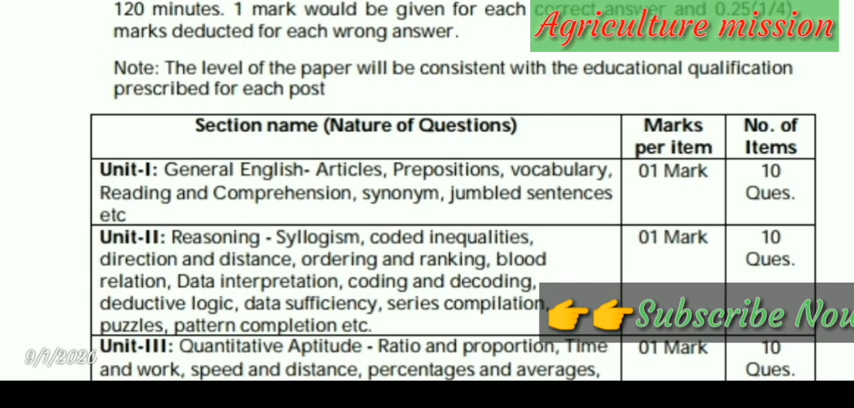 120 minutes. 1 mark would be given for each correct answer and 0.25(1/4)
marks deducted for each wrong answer.
Agriculture mission
Note: The level of the paper will be consistent with the educational qualification
prescribed for each post
Section name (Nature of Questions)
Marks
per item
No. of
Items
Unit-I: General English- Articles, Prepositions, vocabulary,
Reading and Comprehension, synonym, jumbled sentences
etc
01 Mark
10
Ques.
Unit-II: Reasoning - Syllogism, coded inequalities,
direction and distance, ordering and ranking, blood
relation, Data interpretation, coding and decoding,
deductive logic, data sufficiency, series compilation,
puzzles, pattern completion etc.
01 Mark
10
Ques.
👉👉Subscribe Now
Unit-III: Quantitative Aptitude - Ratio and proportion, Time
and work, speed and distance, percentages and averages,
01 Mark
10
Ques.
9/1/2020